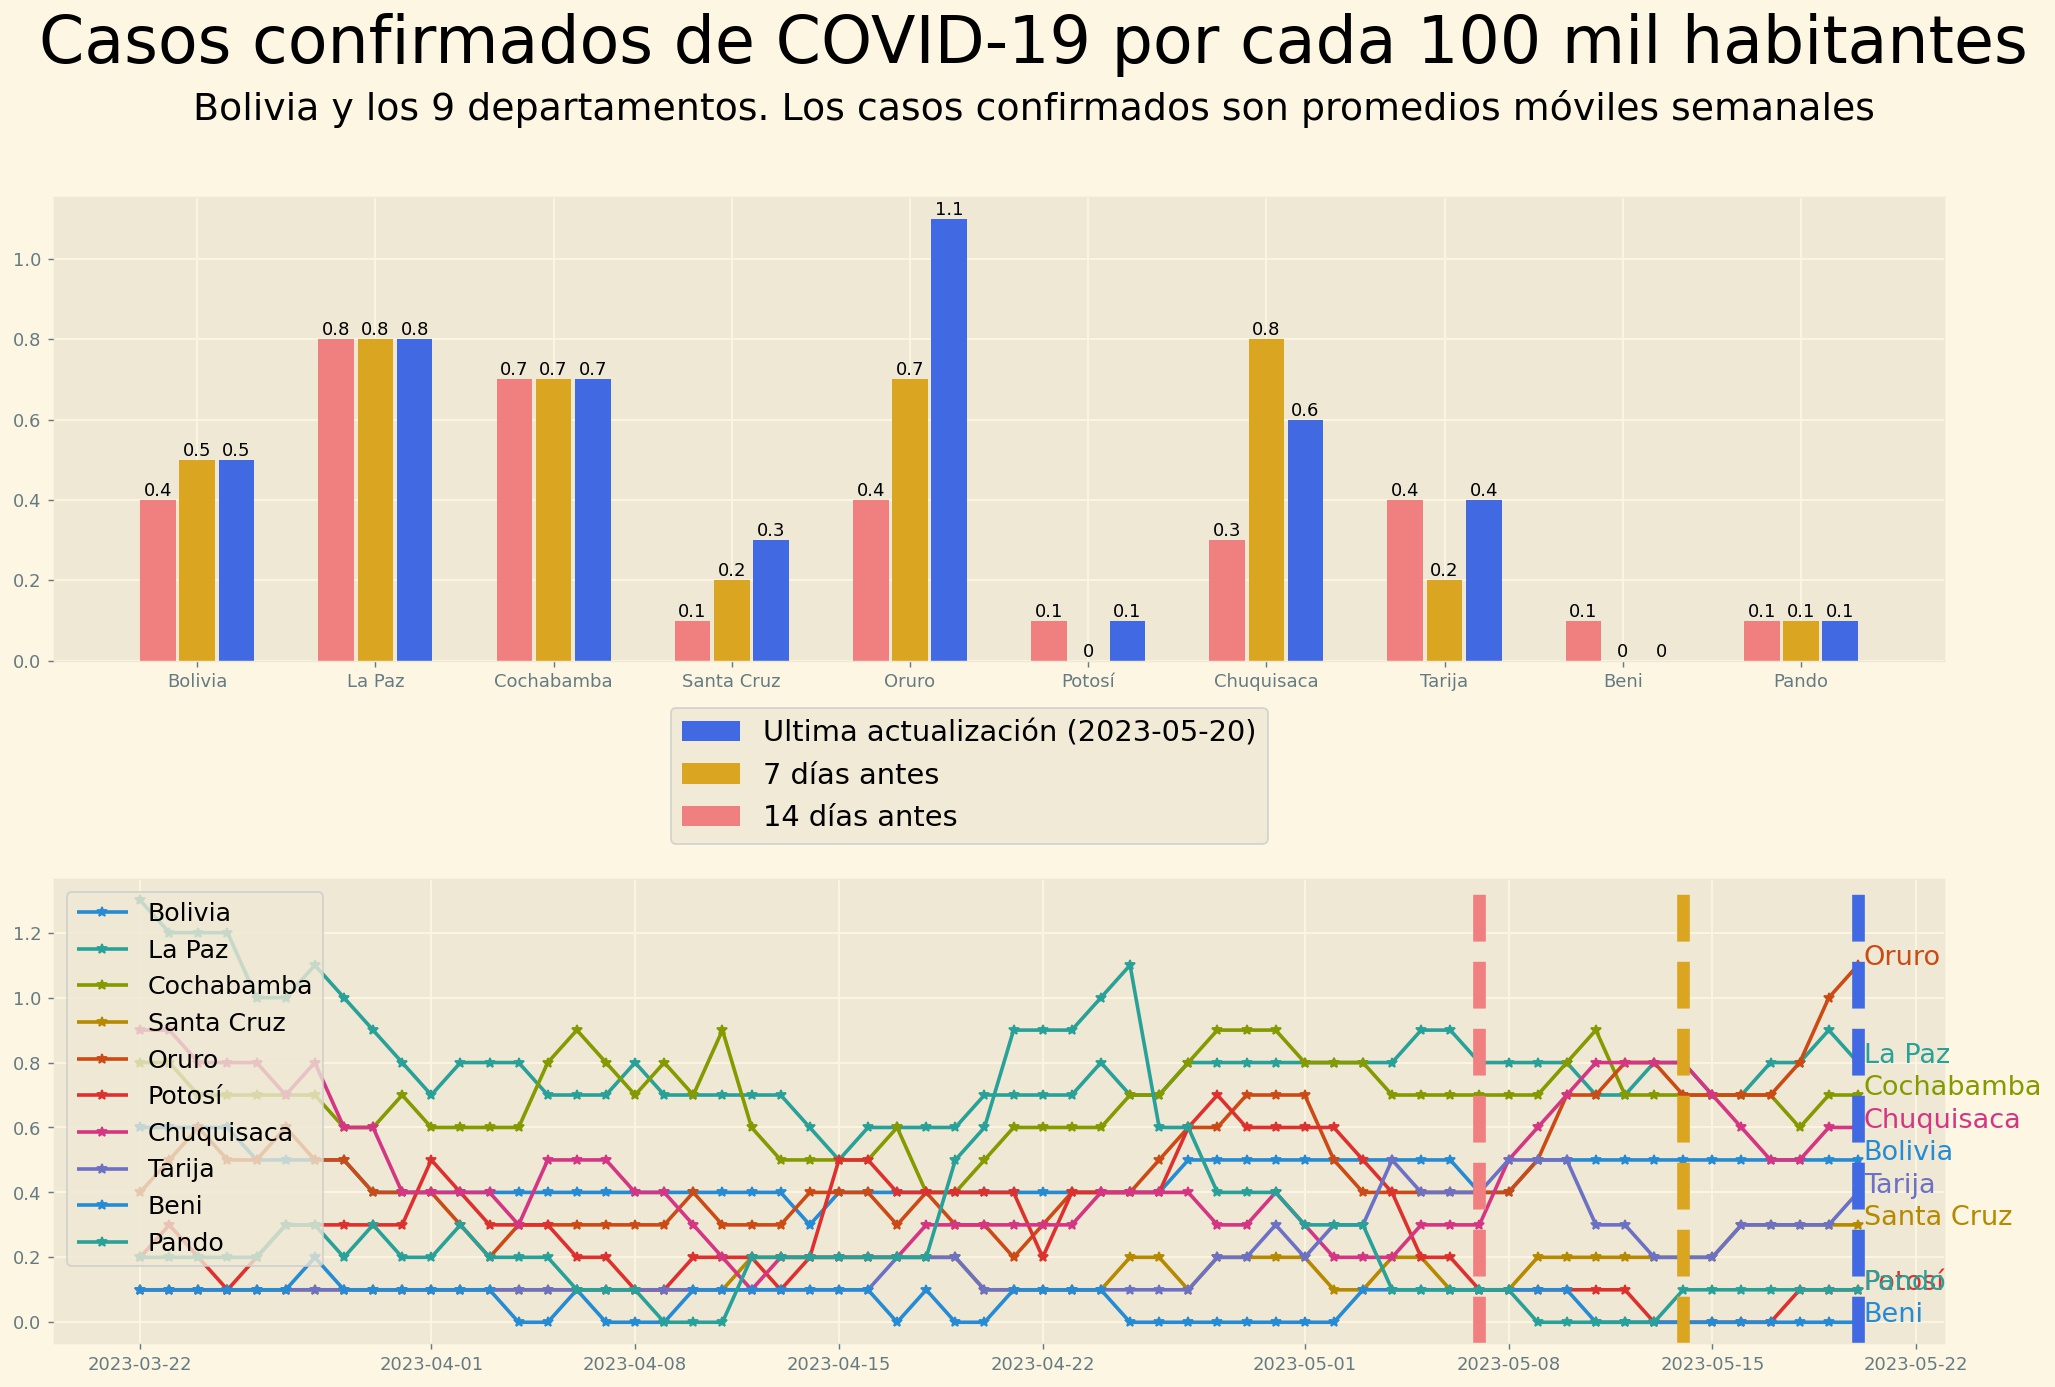 Casos confirmados de COVID-19 por cada 100 mil habitantes
Bolivia y los 9 departamentos. Los casos confirmados son promedios móviles semanales
1.0
0.8
0.6
0.4
0.2
0.0
0.4 0.5 0.5
0.8 0.8 0.8
0.7 0.7 0.7
0.1 0.2 0.3
0.4 0.7 1.1
0.1 0 0.1
0.3 0.8 0.6
0.4 0.2 0.4
0.1 0 0
0.1 0.1 0.1
Bolivia La Paz Cochabamba Santa Cruz Oruro Potosí Chuquisaca Tarija Beni Pando
Ultima actualización (2023-05-20)
7 días antes
14 días antes
1.2
1.0
0.8
0.6
0.4
0.2
0.0
Bolivia
La Paz
Cochabamba
Santa Cruz
Oruro
Potosí
Chuquisaca
Tarija
Beni
Pando
Oruro
La Paz
Cochabamba
Chuquisaca
Bolivia
Tarija
Santa Cruz
Potosí
Pando
Beni
2023-03-22 2023-04-01 2023-04-08 2023-04-15 2023-04-22 2023-05-01 2023-05-08 2023-05-15 2023-05-22